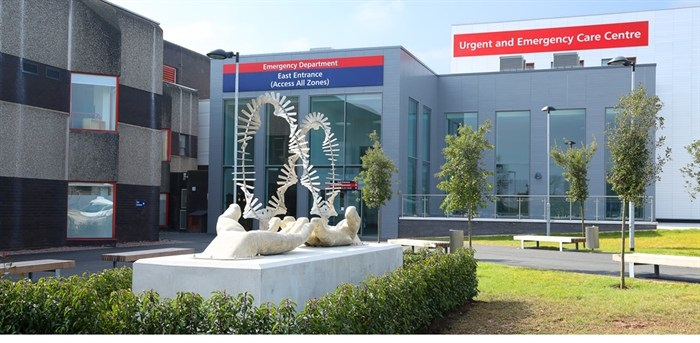 Urgent and Emergency Care Centre
Emergency Department
East Entrance
(Access All Zones)